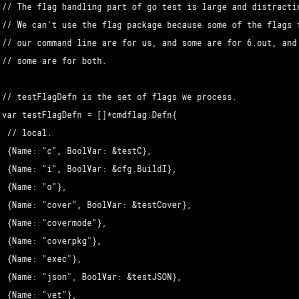 // The flag handling part of go test is large and
// We can't use the flag package because some of the flags
// our command line are for us, and some are for 6.out, and
// some are for both.
// testFlagDefn is the set of flags we process.
var testFlagDefn = []*cmdflag.Defn{
// local.
{Name: "c", BoolVar: &testC},
{Name: "i", BoolVar: &cfg.BuildI},
{Name: "o"},
{Name: "cover", BoolVar: &testCover},
{Name: "covermode"},
{Name: "coverpkg"},
{Name: "exec"},
{Name: "json", BoolVar: &testJSON},
{Name: "vet"},